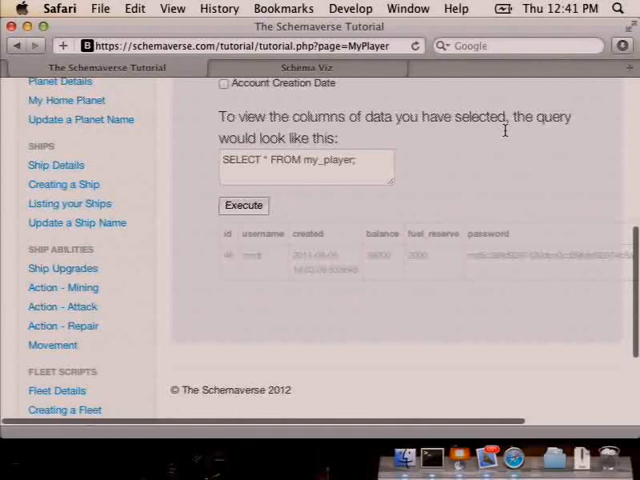 Safari File Edit View History Bookmarks Develop Window Help Thu 12:41 PM
The Schemaverse Tutorial
https://schemaverse.com/tutorial/tutorial.php?page=MyPlayer Google
The Schemaverse Tutorial Schema Viz
Planet Details
My Home Planet
Update a Planet Name
SHIPS
Ship Details
Creating a Ship
Listing your Ships
Update a Ship Name
SHIP ABILITIES
Ship Upgrades
Action - Mining
Action - Attack
Action - Repair
Movement
FLEET SCRIPTS
Fleet Details
Creating a Fleet
Account Creation Date
To view the columns of data you have selected, the query
would look like this:
SELECT * FROM my_player;
Execute
id username created balance fuel_reserve password
2000
© The Schemaverse 2012